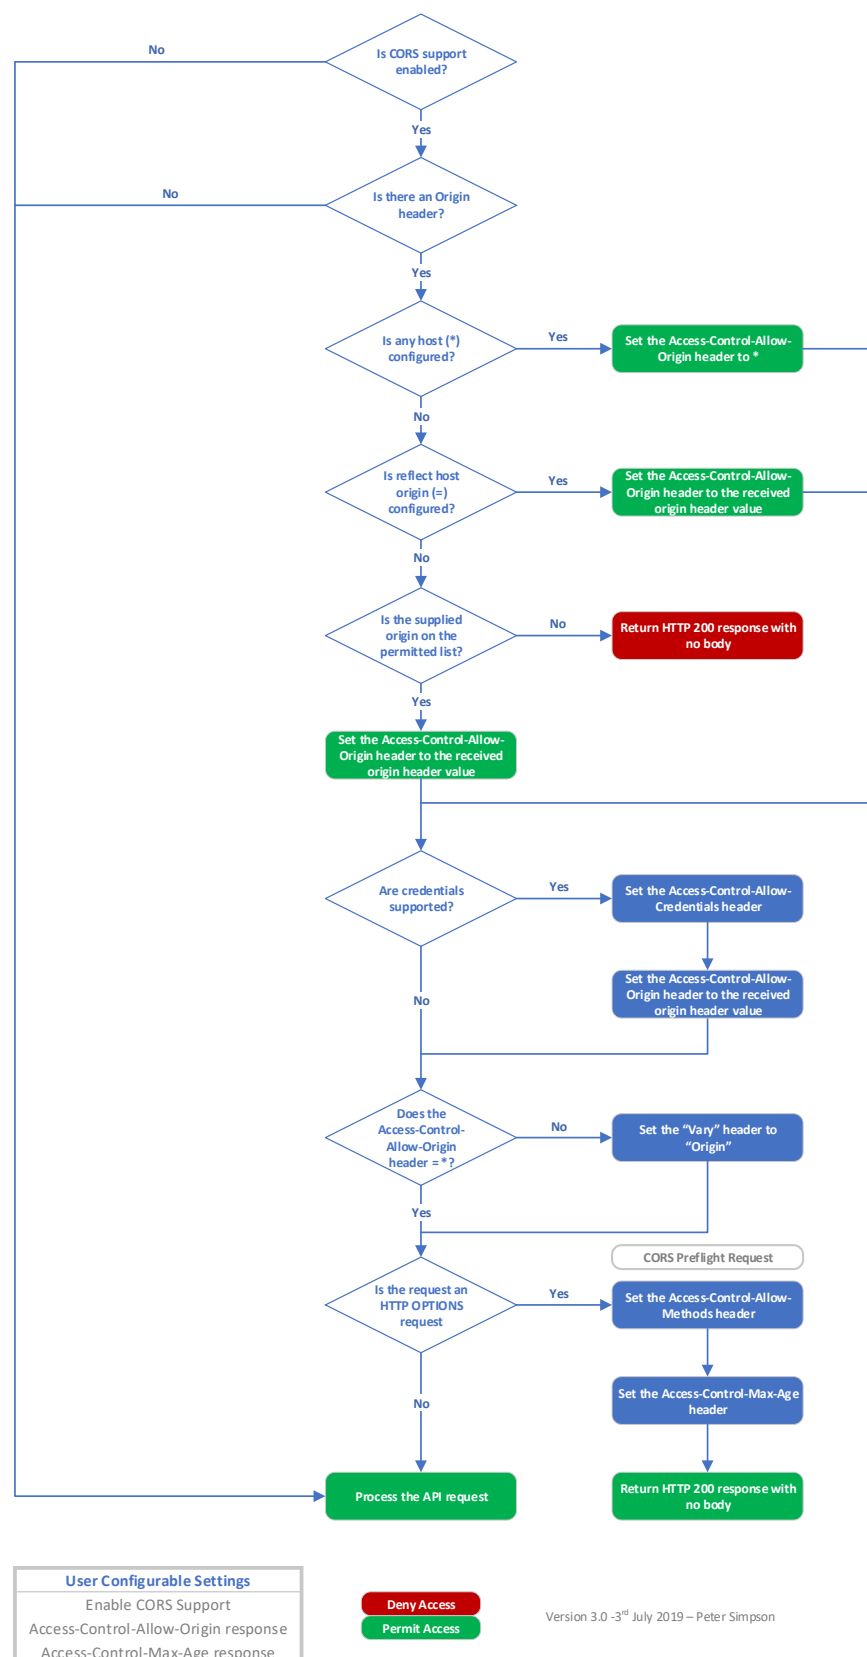 Is CORS support
enabled?
No
Yes
Is there an Origin
header?
No
Yes
Is any host (*)
configured?
Yes
Set the Access-Control-Allow-
Origin header to *
No
Is reflect host
origin (=)
configured?
Yes
Set the Access-Control-Allow-
Origin header to the received
origin header value
No
Is the supplied
origin on the
permitted list?
No
Return HTTP 200 response with
no body
Yes
Set the Access-Control-Allow-
Origin header to the received
origin header value
Are credentials
supported?
Yes
Set the Access-Control-Allow-
Credentials header
Set the Access-Control-Allow-
Origin header to the received
origin header value
No
Does the
Access-Control-
Allow-Origin
header = * ?
No
Set the “Vary” header to
“Origin”
Yes
CORS Preflight Request
Is the request an
HTTP OPTIONS
request
Yes
Set the Access-Control-Allow-
Methods header
Set the Access-Control-Max-Age
header
No
Process the API request
Return HTTP 200 response with
no body
User Configurable Settings
Enable CORS Support
Access-Control-Allow-Origin response
Access-Control-Max-Age response
Deny Access
Permit Access
Version 3.0 -3rd July 2019 – Peter Simpson